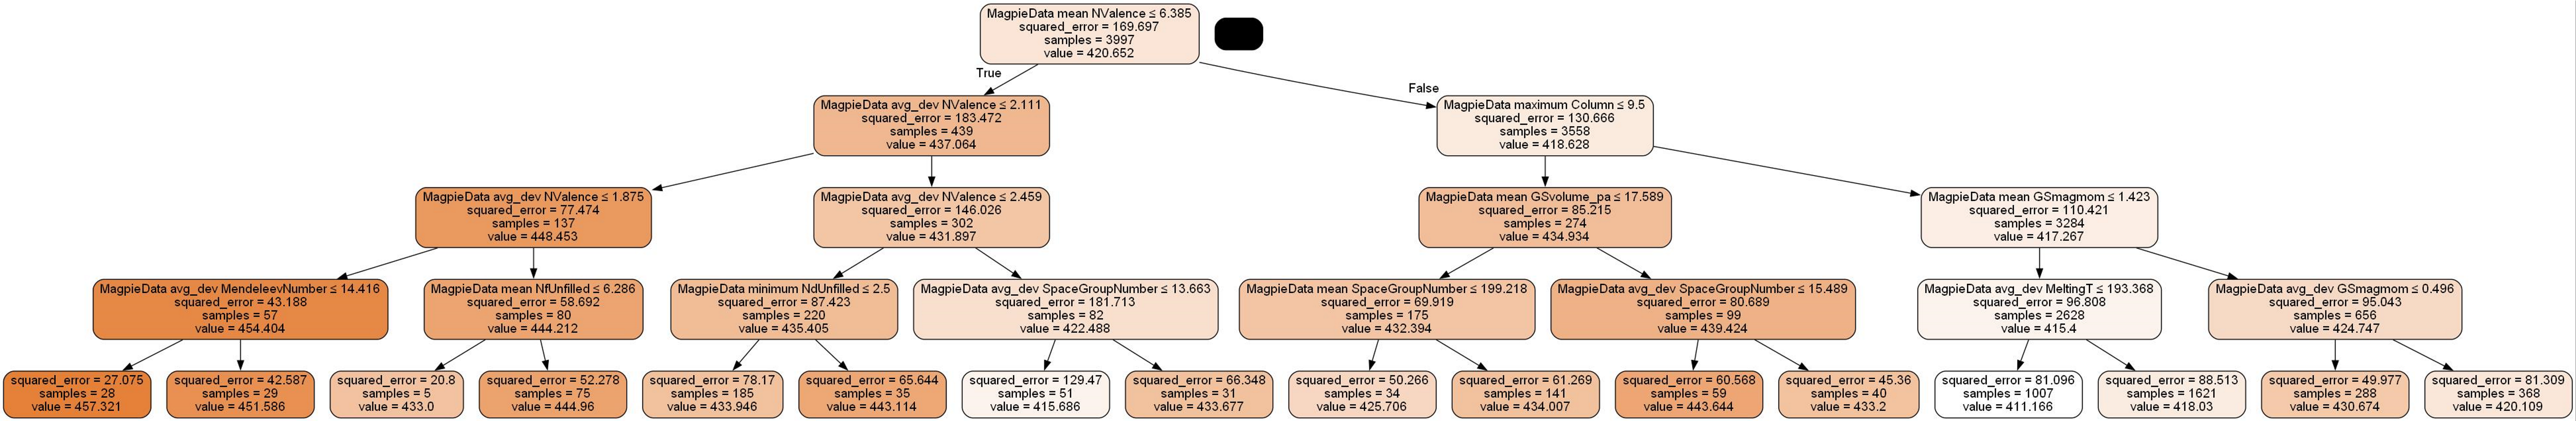 MagpieData mean NValence ≤ 6.385
squared_error = 169.697
samples = 3997
value = 420.652
True
False
MagpieData avg_dev NValence ≤ 2.111
squared_error = 183.472
samples = 439
value = 437.064
MagpieData maximum Column ≤ 9.5
squared_error = 130.666
samples = 3558
value = 418.628
MagpieData avg_dev NValence ≤ 1.875
squared_error = 77.474
samples = 137
value = 448.453
MagpieData avg_dev NValence ≤ 2.459
squared_error = 146.026
samples = 302
value = 431.897
MagpieData mean GSvolume_pa ≤ 17.589
squared_error = 85.215
samples = 274
value = 434.934
MagpieData mean GSmagmom ≤ 1.423
squared_error = 110.421
samples = 3284
value = 417.267
MagpieData avg_dev MendeleevNumber ≤ 14.416
squared_error = 43.188
samples = 57
value = 454.404
MagpieData mean NfUnfilled ≤ 6.286
squared_error = 58.692
samples = 80
value = 444.212
MagpieData minimum NdUnfilled ≤ 2.5
squared_error = 87.423
samples = 220
value = 435.405
MagpieData avg_dev SpaceGroupNumber ≤ 13.663
squared_error = 181.713
samples = 82
value = 422.488
MagpieData mean SpaceGroupNumber ≤ 199.218
squared_error = 69.919
samples = 175
value = 432.394
MagpieData avg_dev SpaceGroupNumber ≤ 15.489
squared_error = 80.689
samples = 99
value = 439.424
MagpieData avg_dev MeltingT ≤ 193.368
squared_error = 96.808
samples = 2628
value = 415.4
MagpieData avg_dev GSmagmom ≤ 0.496
squared_error = 95.043
samples = 656
value = 424.747
squared_error = 27.075
samples = 28
value = 457.321
squared_error = 42.587
samples = 29
value = 451.586
squared_error = 20.8
samples = 5
value = 433.0
squared_error = 52.278
samples = 75
value = 444.96
squared_error = 78.17
samples = 185
value = 433.946
squared_error = 65.644
samples = 35
value = 443.114
squared_error = 129.47
samples = 51
value = 415.686
squared_error = 66.348
samples = 31
value = 433.677
squared_error = 50.266
samples = 34
value = 425.706
squared_error = 61.269
samples = 141
value = 434.007
squared_error = 60.568
samples = 59
value = 443.644
squared_error = 45.36
samples = 40
value = 433.2
squared_error = 81.096
samples = 1007
value = 411.166
squared_error = 88.513
samples = 1621
value = 418.03
squared_error = 49.977
samples = 288
value = 430.674
squared_error = 81.309
samples = 368
value = 420.109